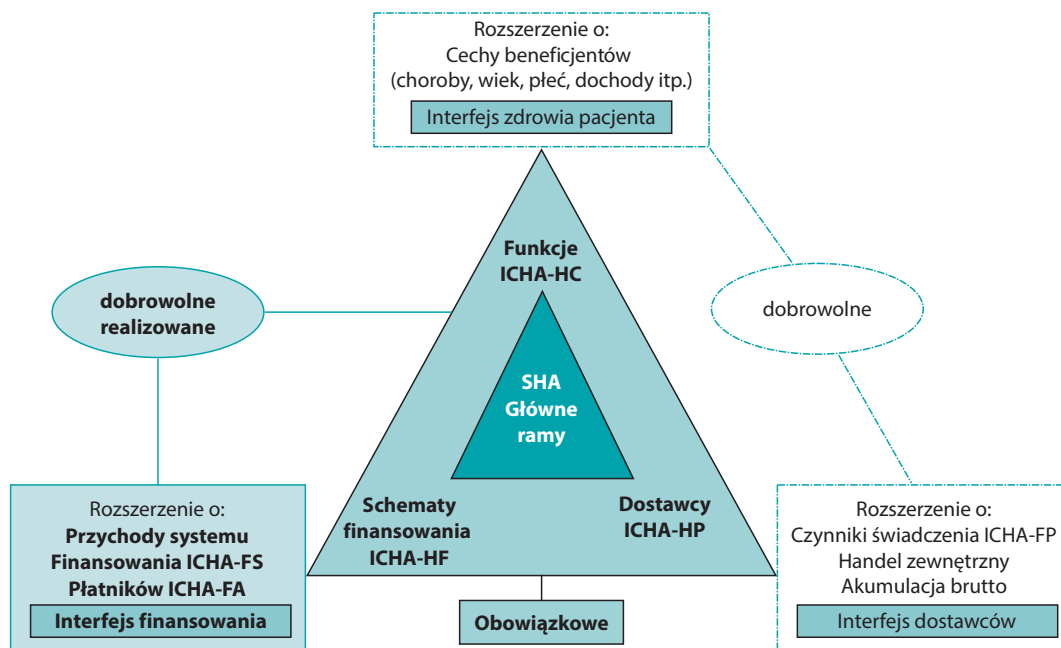 Rozszerzenie o:
Cechy beneficjentów
(choroby, wiek, płeć, dochody itp.)
Interfejs zdrowia pacjenta
Funkcje
ICHA-HC
dobrowolne
realizowane
dobrowolne
SHA
Główne
ramy
Schematy
finansowania
ICHA-HF
Dostawcy
ICHA-HP
Rozszerzenie o:
Przychody systemu
Finansowania ICHA-FS
Płatników ICHA-FA
Interfejs finansowania
Obowiązkowe
Rozszerzenie o:
Czynniki świadczenia ICHA-FP
Handel zewnętrzny
Akumulacja brutto
Interfejs dostawców